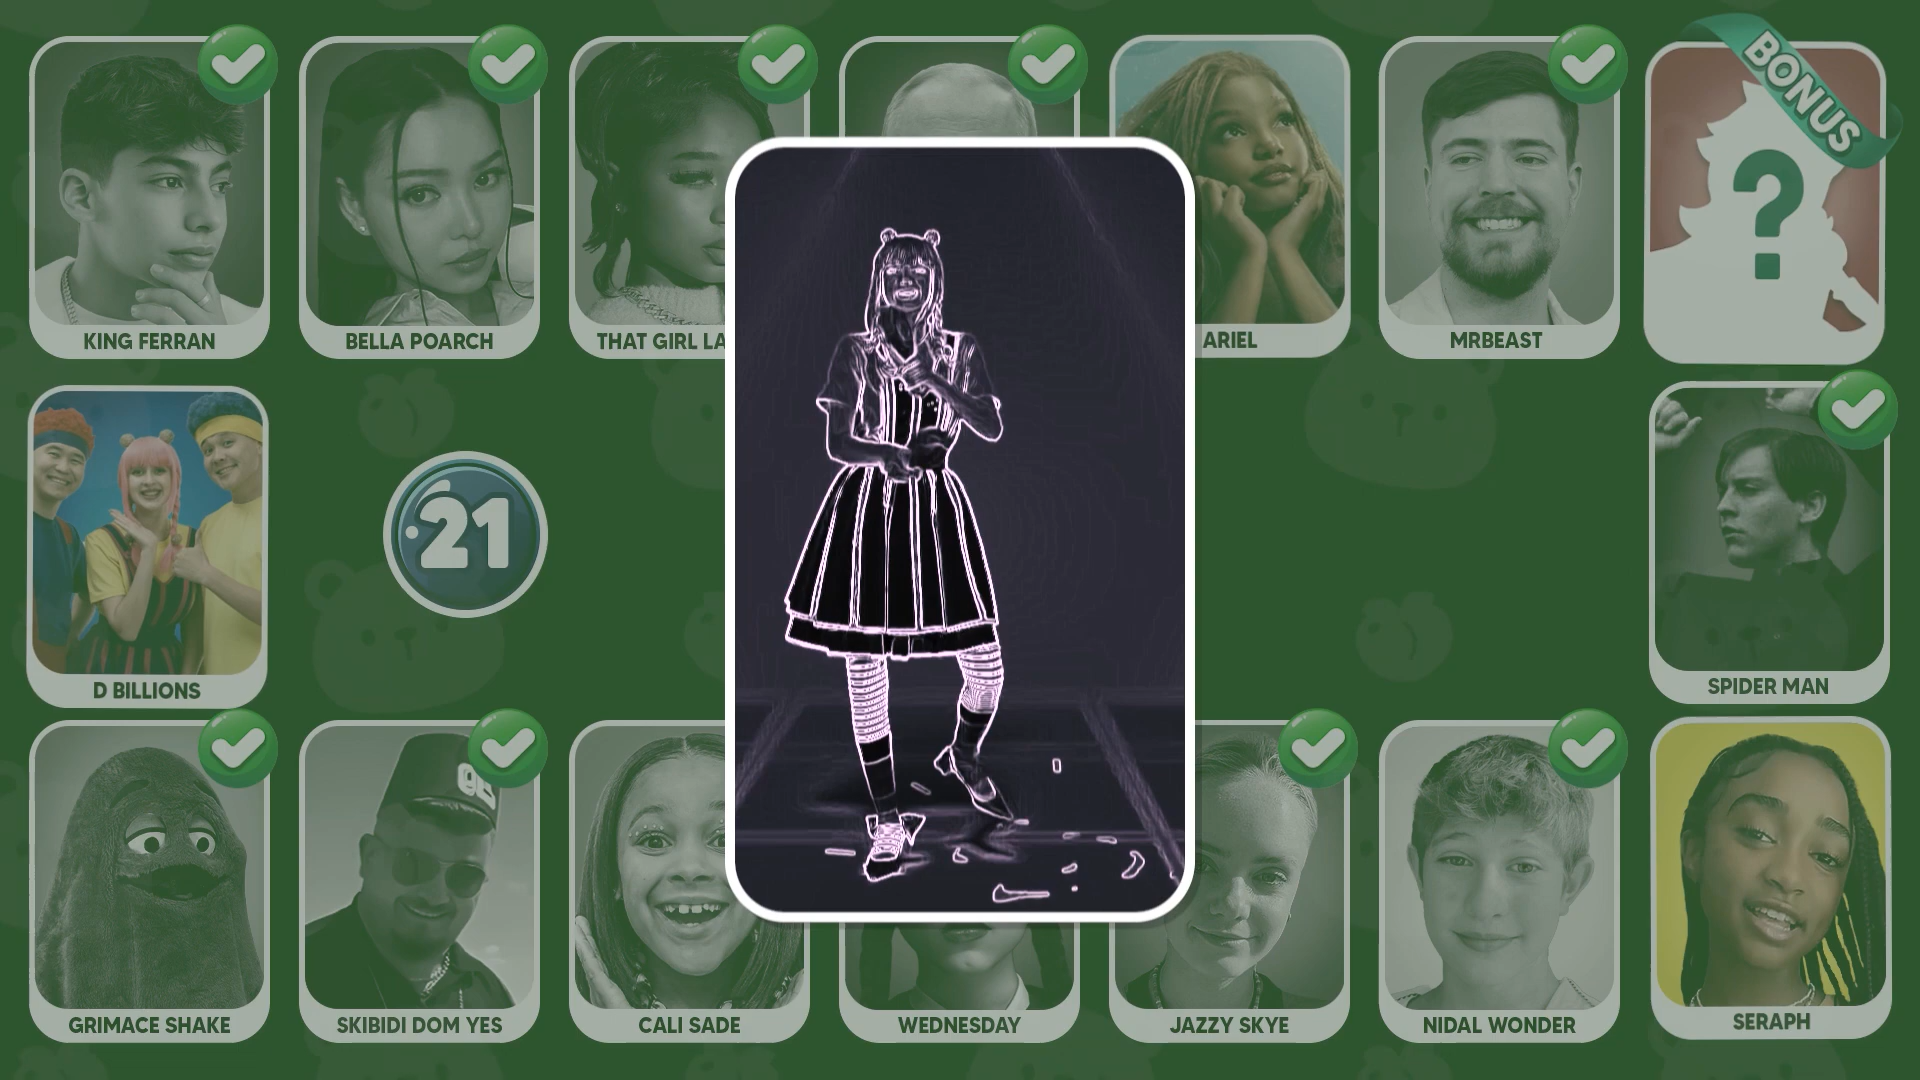 BONUS
KING FERRAN
BELLA POARCH
THAT GIRL LA
ARIEL
MRBEAST
?
D BILLIONS
21
SPIDER MAN
GRIMACE SHAKE
SKIBIDI DOM YES
CALI SADE
WEDNESDAY
JAZZY SKYE
NIDAL WONDER
SERAPH